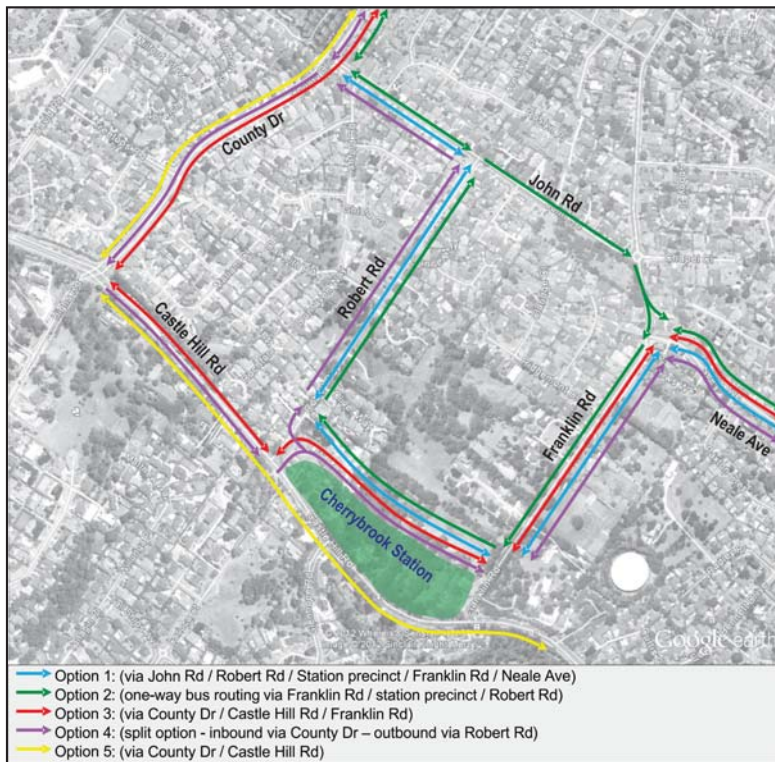 County Dr
John Rd
Robert Rd
Castle Hill Rd
Franklin Rd
Neale Ave
Cherrybrook Station
Google earth
Option 1: (via John Rd / Robert Rd / Station precinct / Franklin Rd / Neale Ave)
Option 2: (one-way bus routing via Franklin Rd / station precinct / Robert Rd)
Option 3: (via County Dr / Castle Hill Rd / Franklin Rd)
Option 4: (split option - inbound via County Dr – outbound via Robert Rd)
Option 5: (via County Dr / Castle Hill Rd)